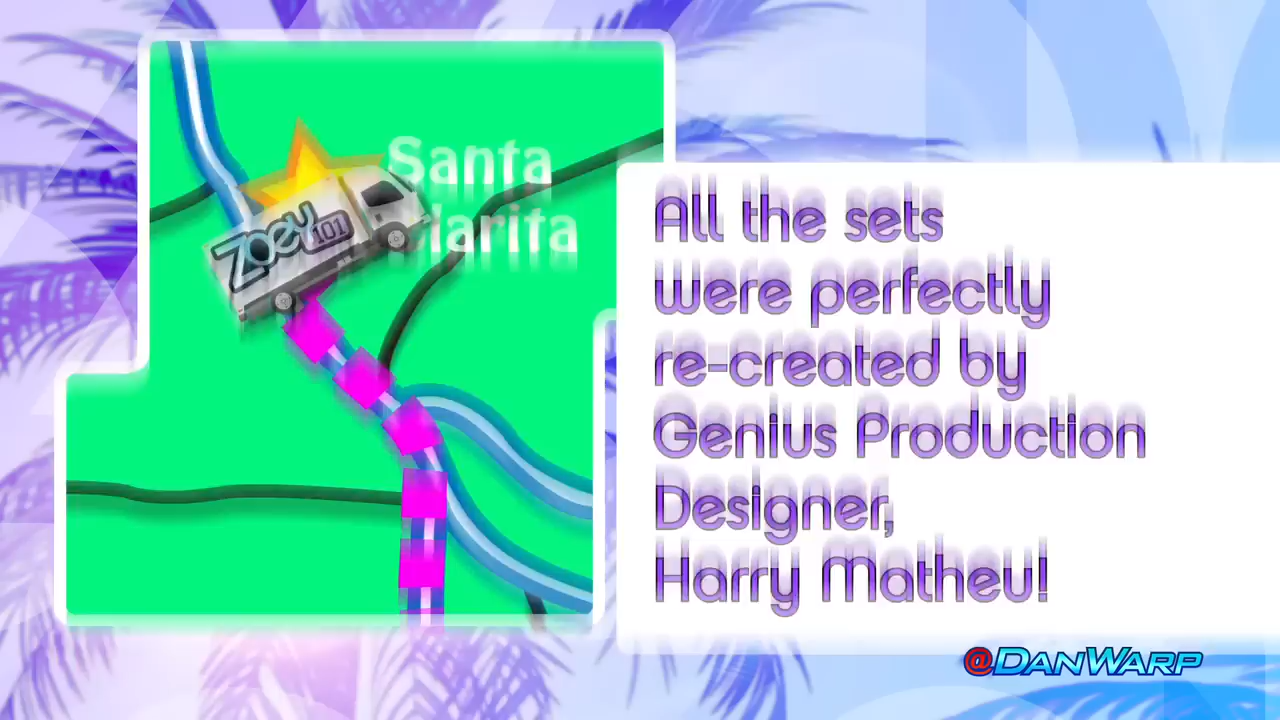 Santa
Clarita
Zoey 101
All the sets
were perfectly
re-created by
Genius Production
Designer,
Harry Matheu!
@DanWarp